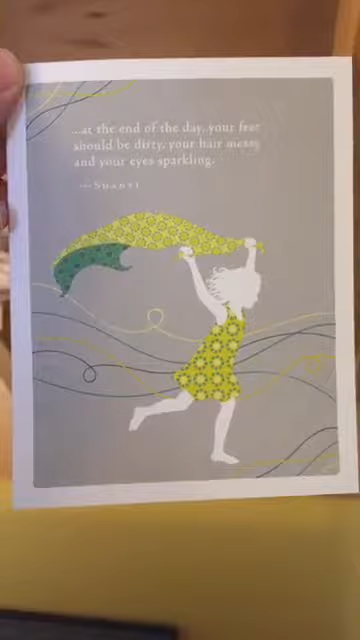 ...at the end of the day, your feet
should be dirty, your hair messy
and your eyes sparkling.
—SHANTI